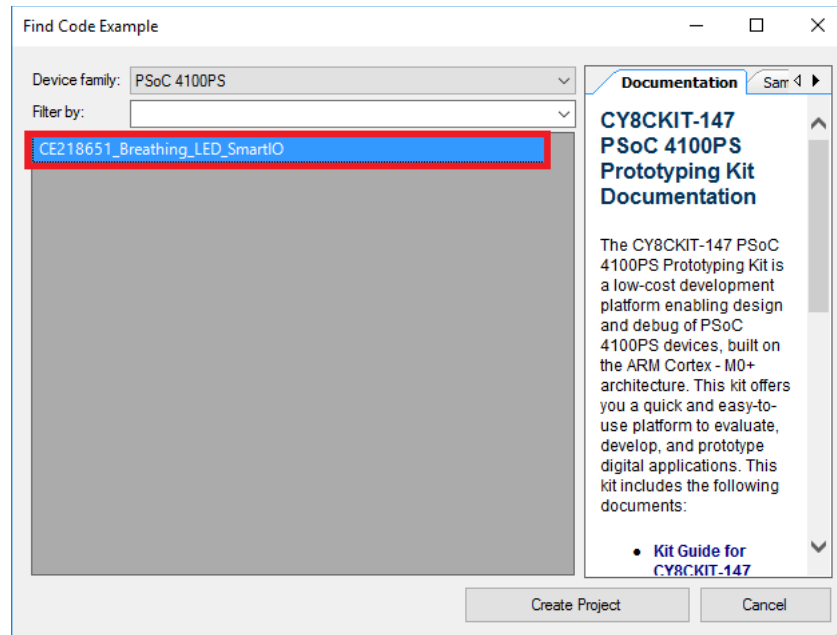 Find Code Example
Device family: PSoC 4100PS
Filter by:
CE218651_Breathing_LED_SmartIO
Documentation Sam
CY8CKIT-147
PSoC 4100PS
Prototyping Kit
Documentation
The CY8CKIT-147 PSoC
4100PS Prototyping Kit is
a low-cost development
platform enabling design
and debug of PSoC
4100PS devices, built on
the ARM Cortex - M0+
architecture. This kit offers
you a quick and easy-to-
use platform to evaluate,
develop, and prototype
digital applications. This
kit includes the following
documents:
Kit Guide for
CY8CKIT-147
Create Project
Cancel